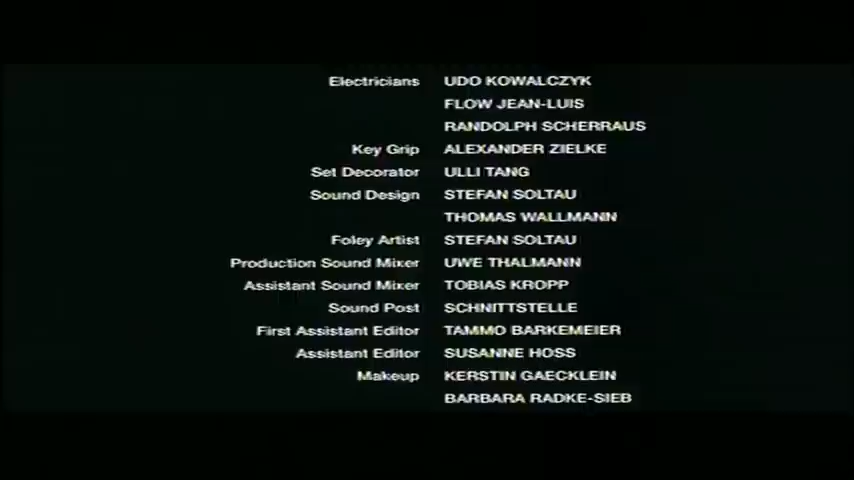 Electricians UDO KOWALCZYK
FLOW JEAN-LUIS
RANDOLPH SCHERRAUS
Key Grip ALEXANDER ZIELKE
Set Decorator ULLI TANG
Sound Design STEFAN SOLTAU
THOMAS WALLMANN
Foley Artist STEFAN SOLTAU
Production Sound Mixer UWE THALMANN
Assistant Sound Mixer TOBIAS KROPP
Sound Post SCHNITTSTELLE
First Assistant Editor TAMMO BARKEMEIER
Assistant Editor SUSANNE HOSS
Makeup KERSTIN GAECKLEIN
BARBARA RADKE-SIEB